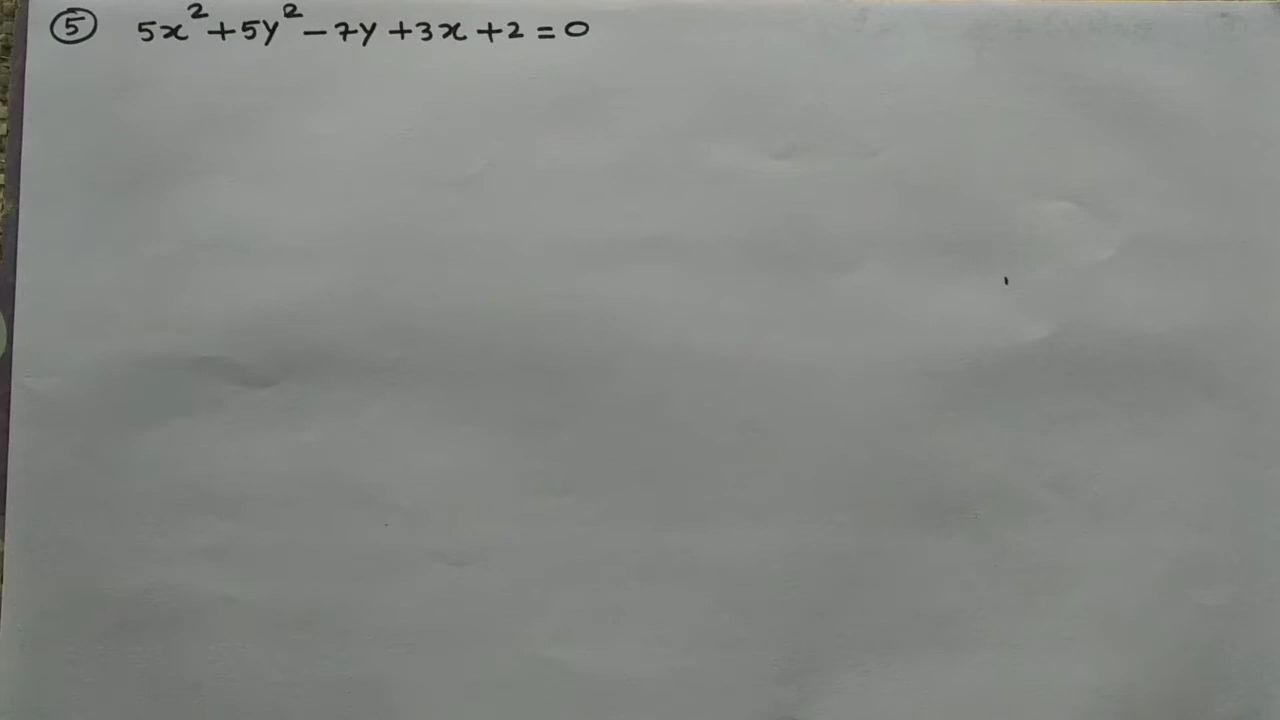 ⑤ 5x² + 5y² - 7y + 3x + 2 = 0